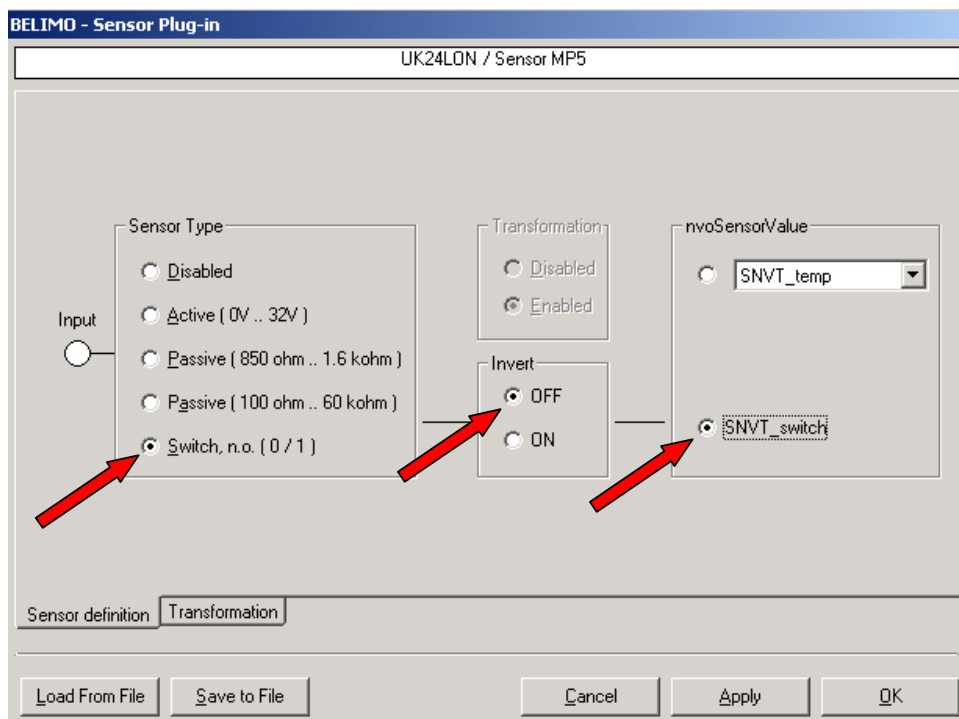 BELIMO - Sensor Plug-in
UK24LON / Sensor MP5
Input
Sensor Type
Disabled
Active ( 0V .. 32V )
Passive ( 850 ohm .. 1.6 kohm )
Passive ( 100 ohm .. 60 kohm )
Switch, n.o. ( 0 / 1 )
Transformation
Disabled
Enabled
Invert
OFF
ON
nvoSensorValue
SNVT_temp
SNVT_switch
Sensor definition
Transformation
Load From File
Save to File
Cancel
Apply
OK